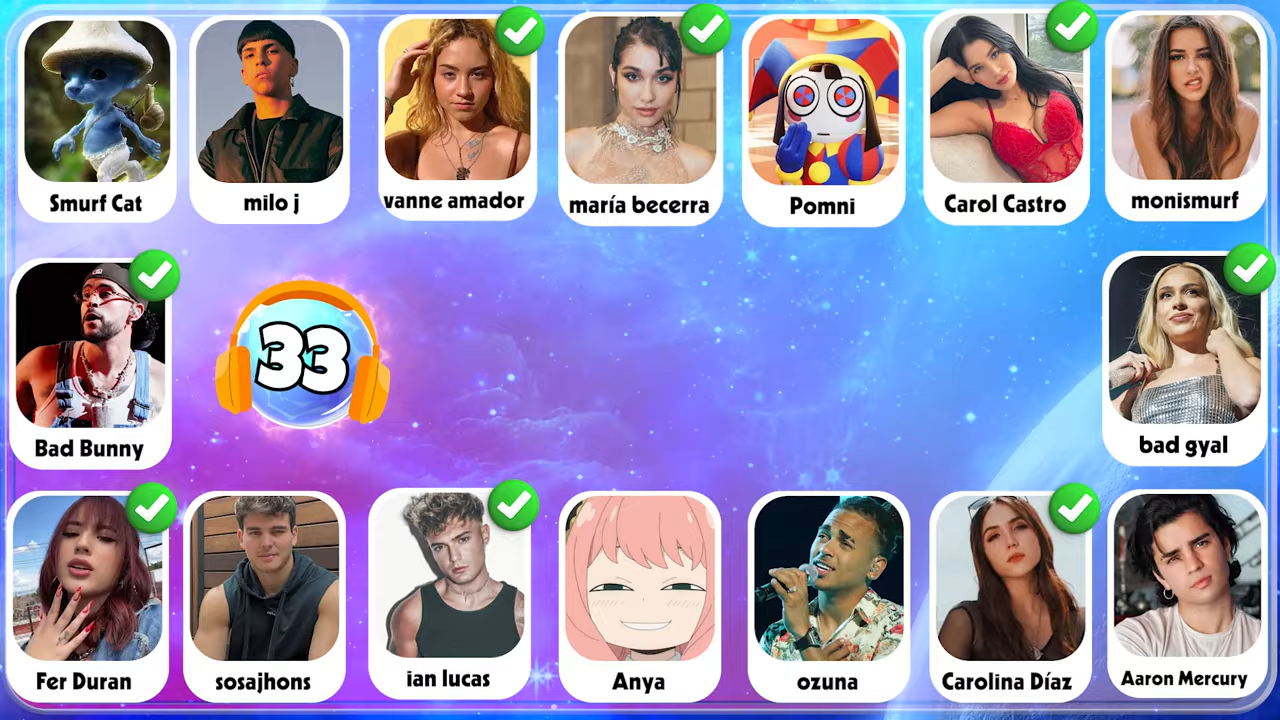 Smurf Cat
milo j
vanne amador
maría becerra
Pomni
Carol Castro
monismurf
Bad Bunny
33
bad gyal
Fer Duran
sosajhons
ian lucas
Anya
ozuna
Carolina Díaz
Aaron Mercury